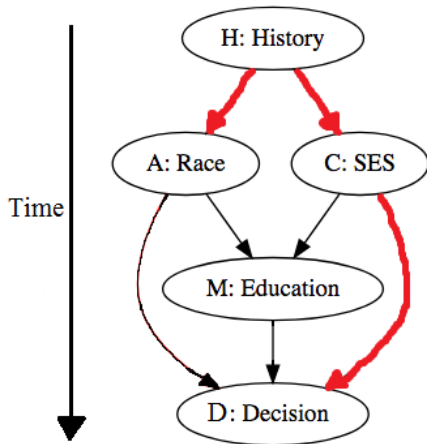 H: History
A: Race
C: SES
Time
M: Education
D: Decision